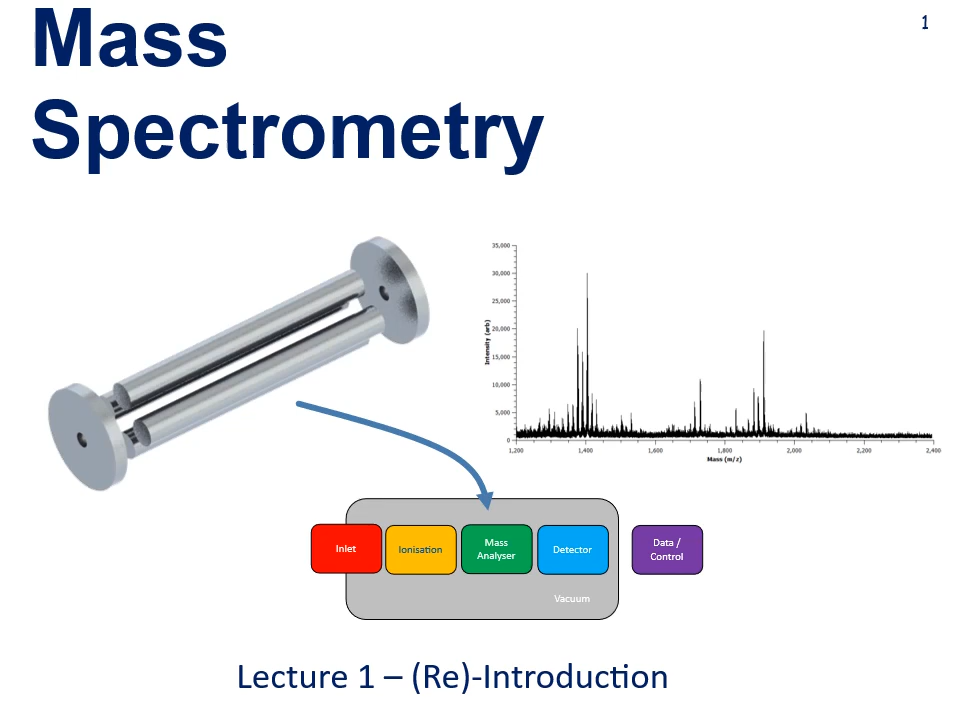 Mass
Spectrometry
1
35,000
30,000
25,000
20,000
15,000
10,000
5,000
0
Intensity (arb)
1,200 1,400 1,600 1,800 2,000 2,200 2,400
Mass (m/z)
Inlet
Ionisation
Mass
Analyser
Detector
Data /
Control
Vacuum
Lecture 1 – (Re)-Introduction